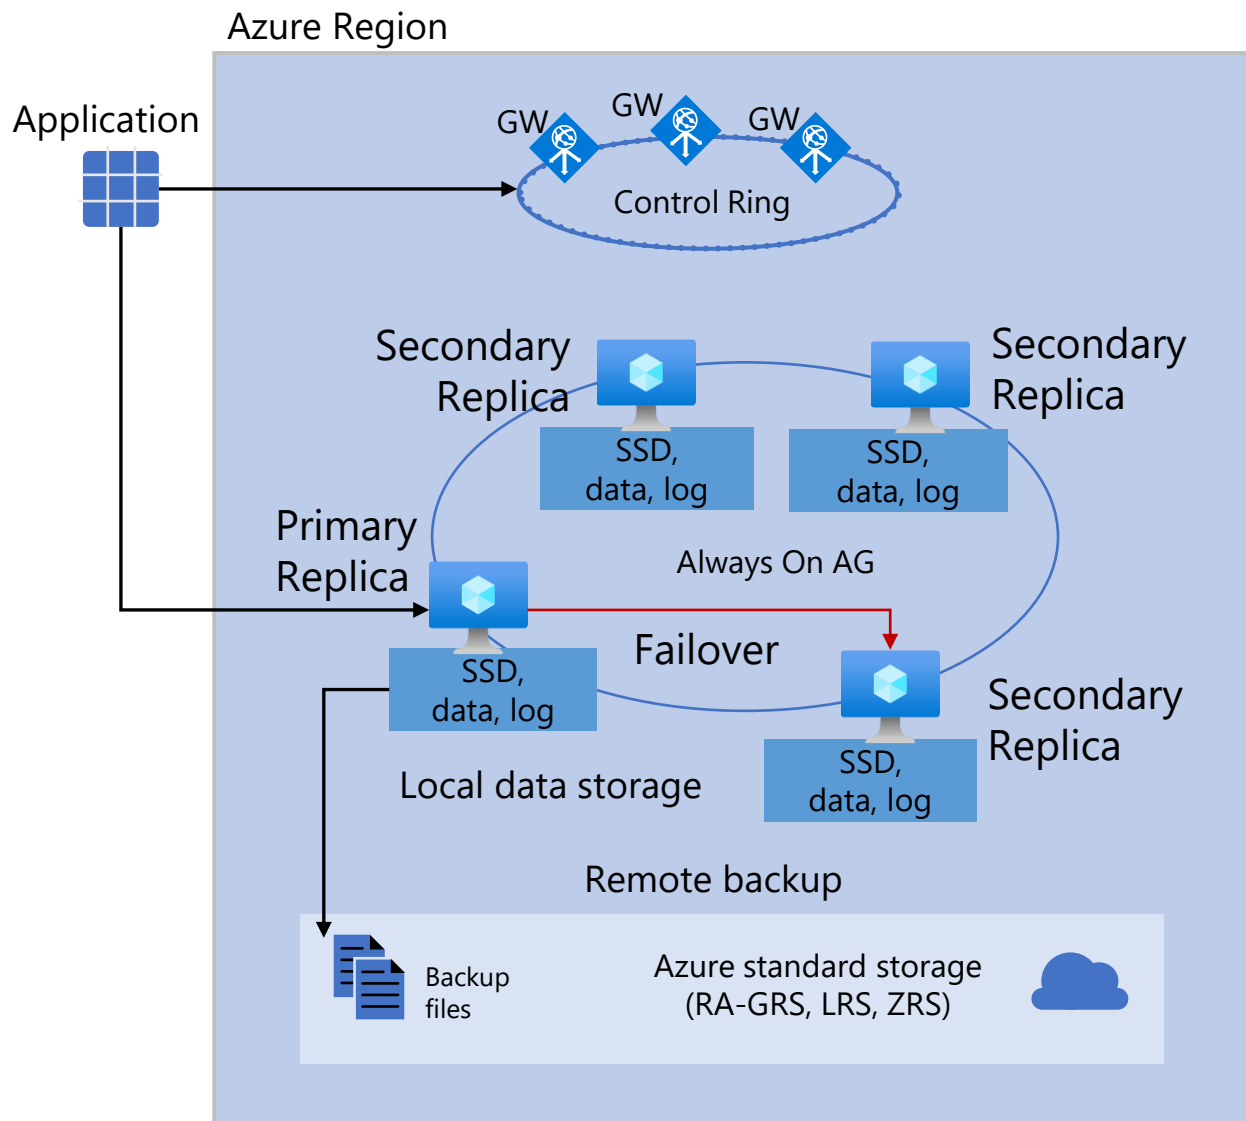 Azure Region
Application
GW
GW
GW
Control Ring
Secondary
Replica
Secondary
Replica
SSD,
data, log
SSD,
data, log
Primary
Replica
Always On AG
Failover
SSD,
data, log
Secondary
Replica
SSD,
data, log
Local data storage
Remote backup
Backup
files
Azure standard storage
(RA-GRS, LRS, ZRS)